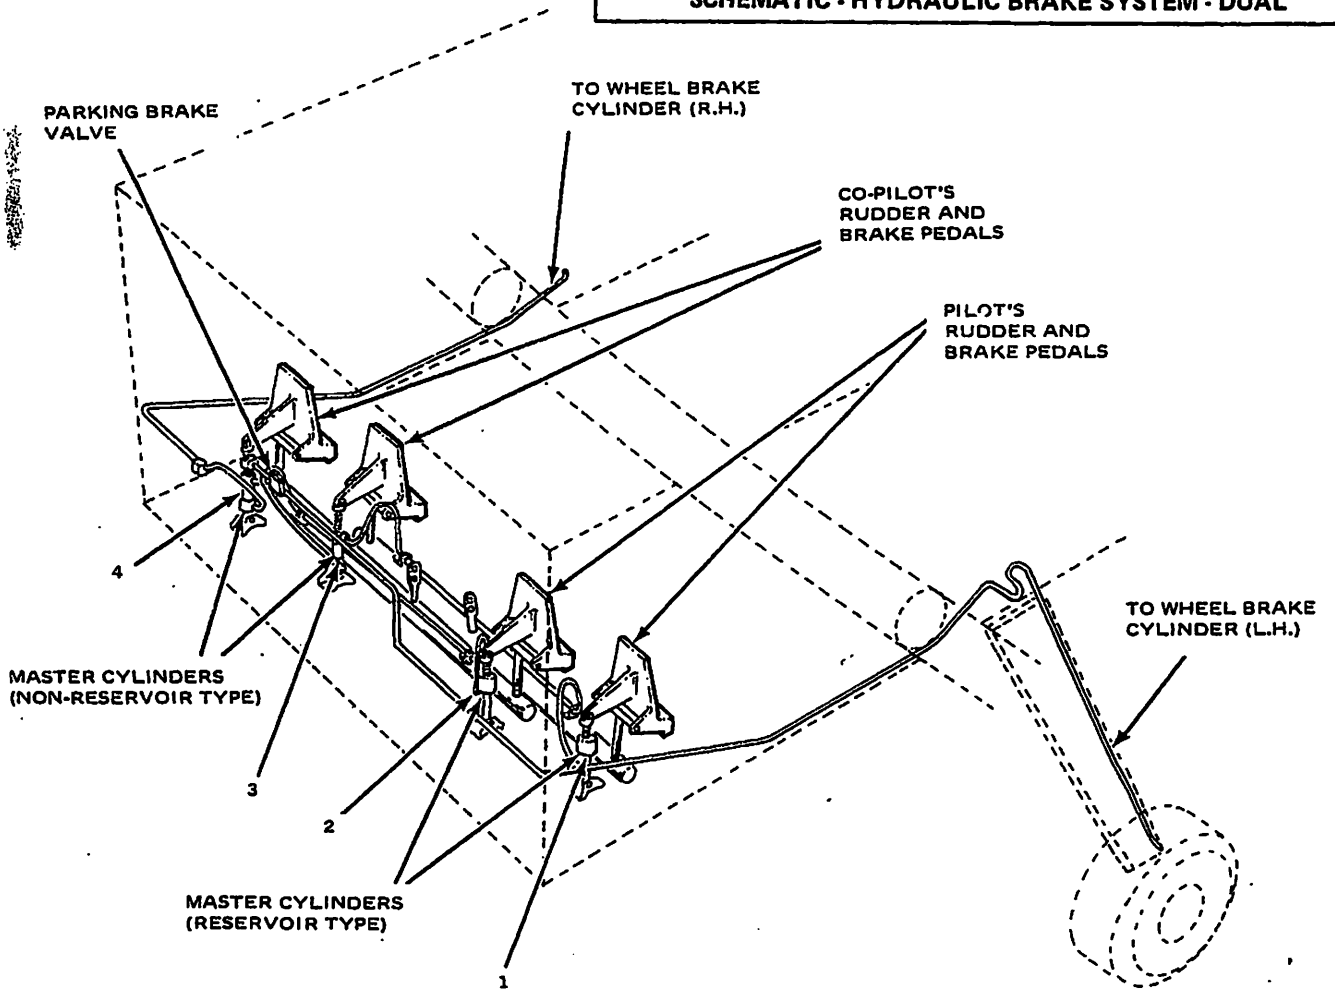 SCHEMATIC - HYDRAULIC BRAKE SYSTEM - DUAL
PARKING BRAKE
VALVE
TO WHEEL BRAKE
CYLINDER (R.H.)
CO-PILOT'S
RUDDER AND
BRAKE PEDALS
PILOT'S
RUDDER AND
BRAKE PEDALS
4
TO WHEEL BRAKE
CYLINDER (L.H.)
MASTER CYLINDERS
(NON-RESERVOIR TYPE)
3
2
MASTER CYLINDERS
(RESERVOIR TYPE)
1